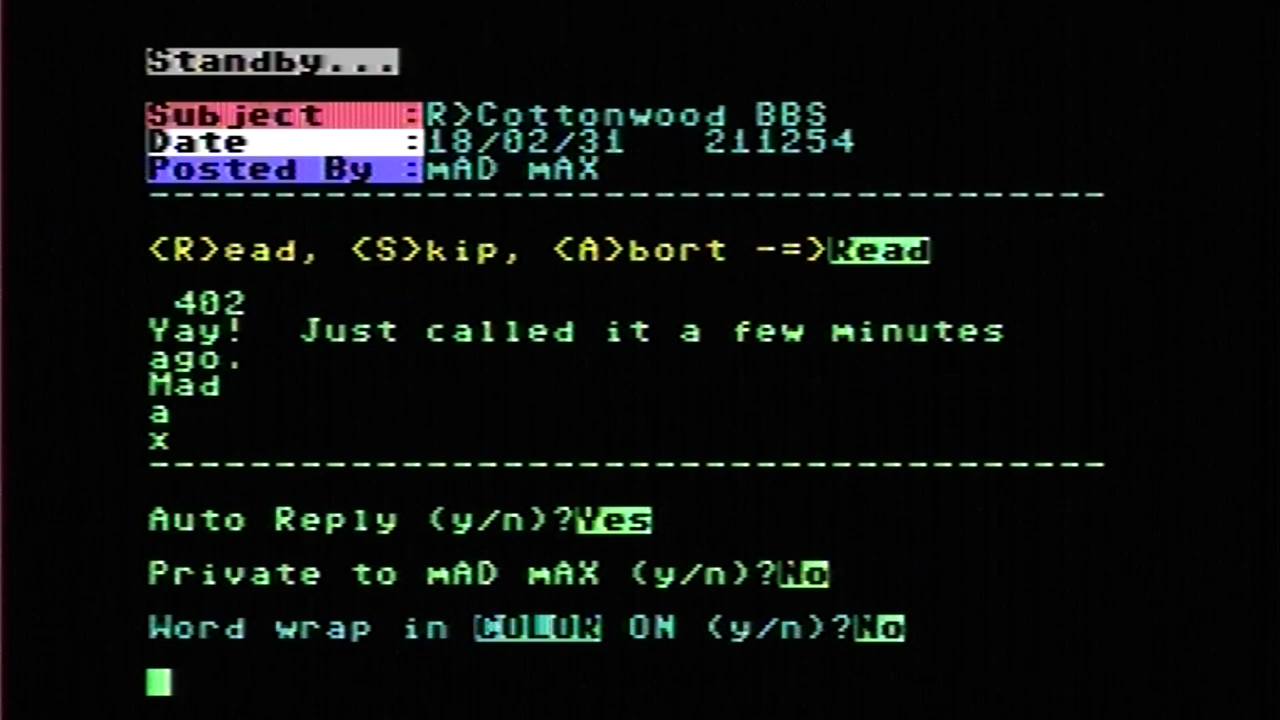 Standby...
Subject    :R>Cottonwood BBS
Date       :18/02/31   211254
Posted By :mAD mAX
--------------------------------------
<R>ead, <S>kip, <A>bort -=>Read
402
Yay!  Just called it a few minutes
ago.
Mad
a
x
--------------------------------------
Auto Reply (y/n)?Yes
Private to mAD mAX (y/n)?No
Word wrap in COLOR ON (y/n)?No